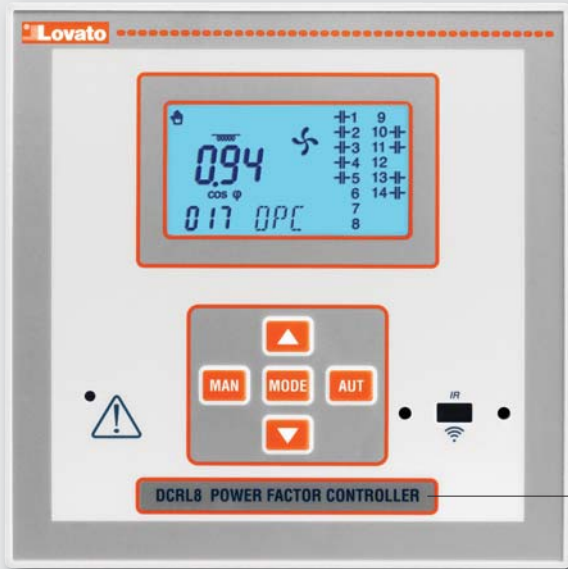 Lovato
00000
0.94
cos φ
017 OPC
1 9
2 10
3 11
4 12
5 13
6 14
7
8
MAN MODE AUT
IR
DCRL8 POWER FACTOR CONTROLLER